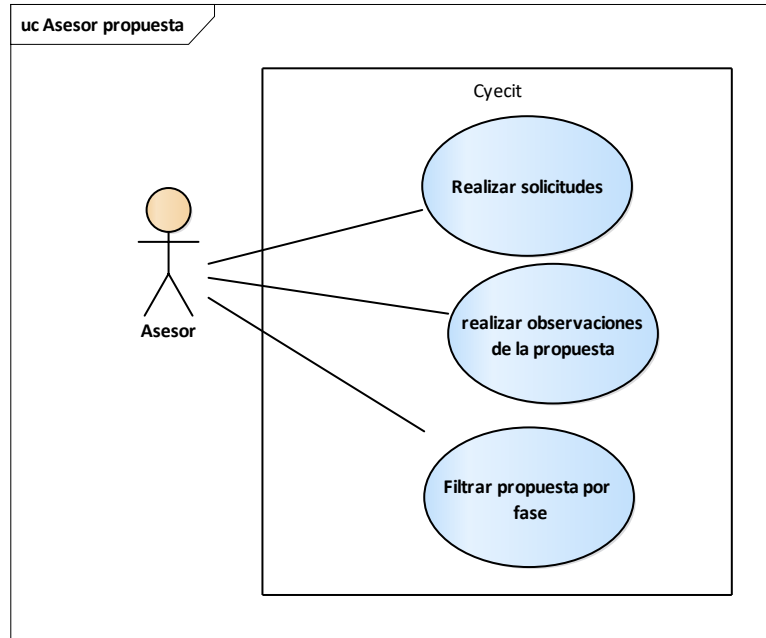 uc Asesor propuesta
Cyecit
Realizar solicitudes
realizar observaciones
de la propuesta
Asesor
Filtrar propuesta por
fase